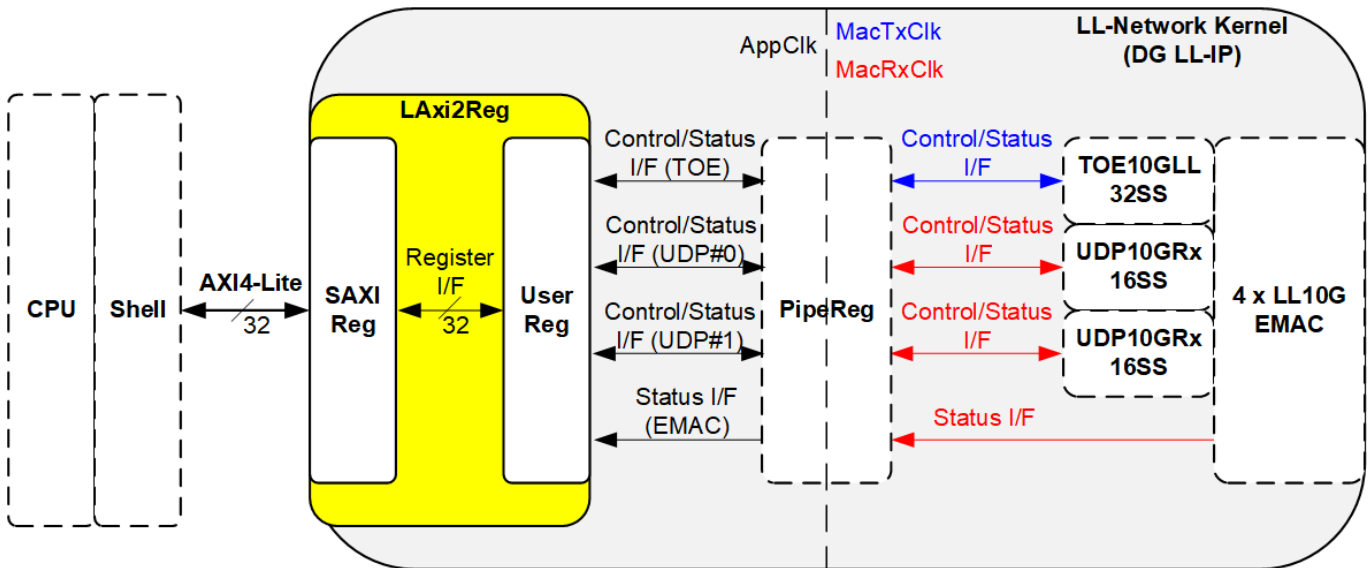 LL-Network Kernel
(DG LL-IP)
AppClk
MacTxClk
MacRxClk
LAxi2Reg
CPU
Shell
AXI4-Lite
32
SAXI
Reg
Register
I/F
32
User
Reg
Control/Status
I/F (TOE)
Control/Status
I/F (UDP#0)
Control/Status
I/F (UDP#1)
Status I/F
(EMAC)
PipeReg
Control/Status
I/F
Control/Status
I/F
Control/Status
I/F
Status I/F
TOE10GLL
32SS
UDP10GRx
16SS
UDP10GRx
16SS
4 x LL10G
EMAC